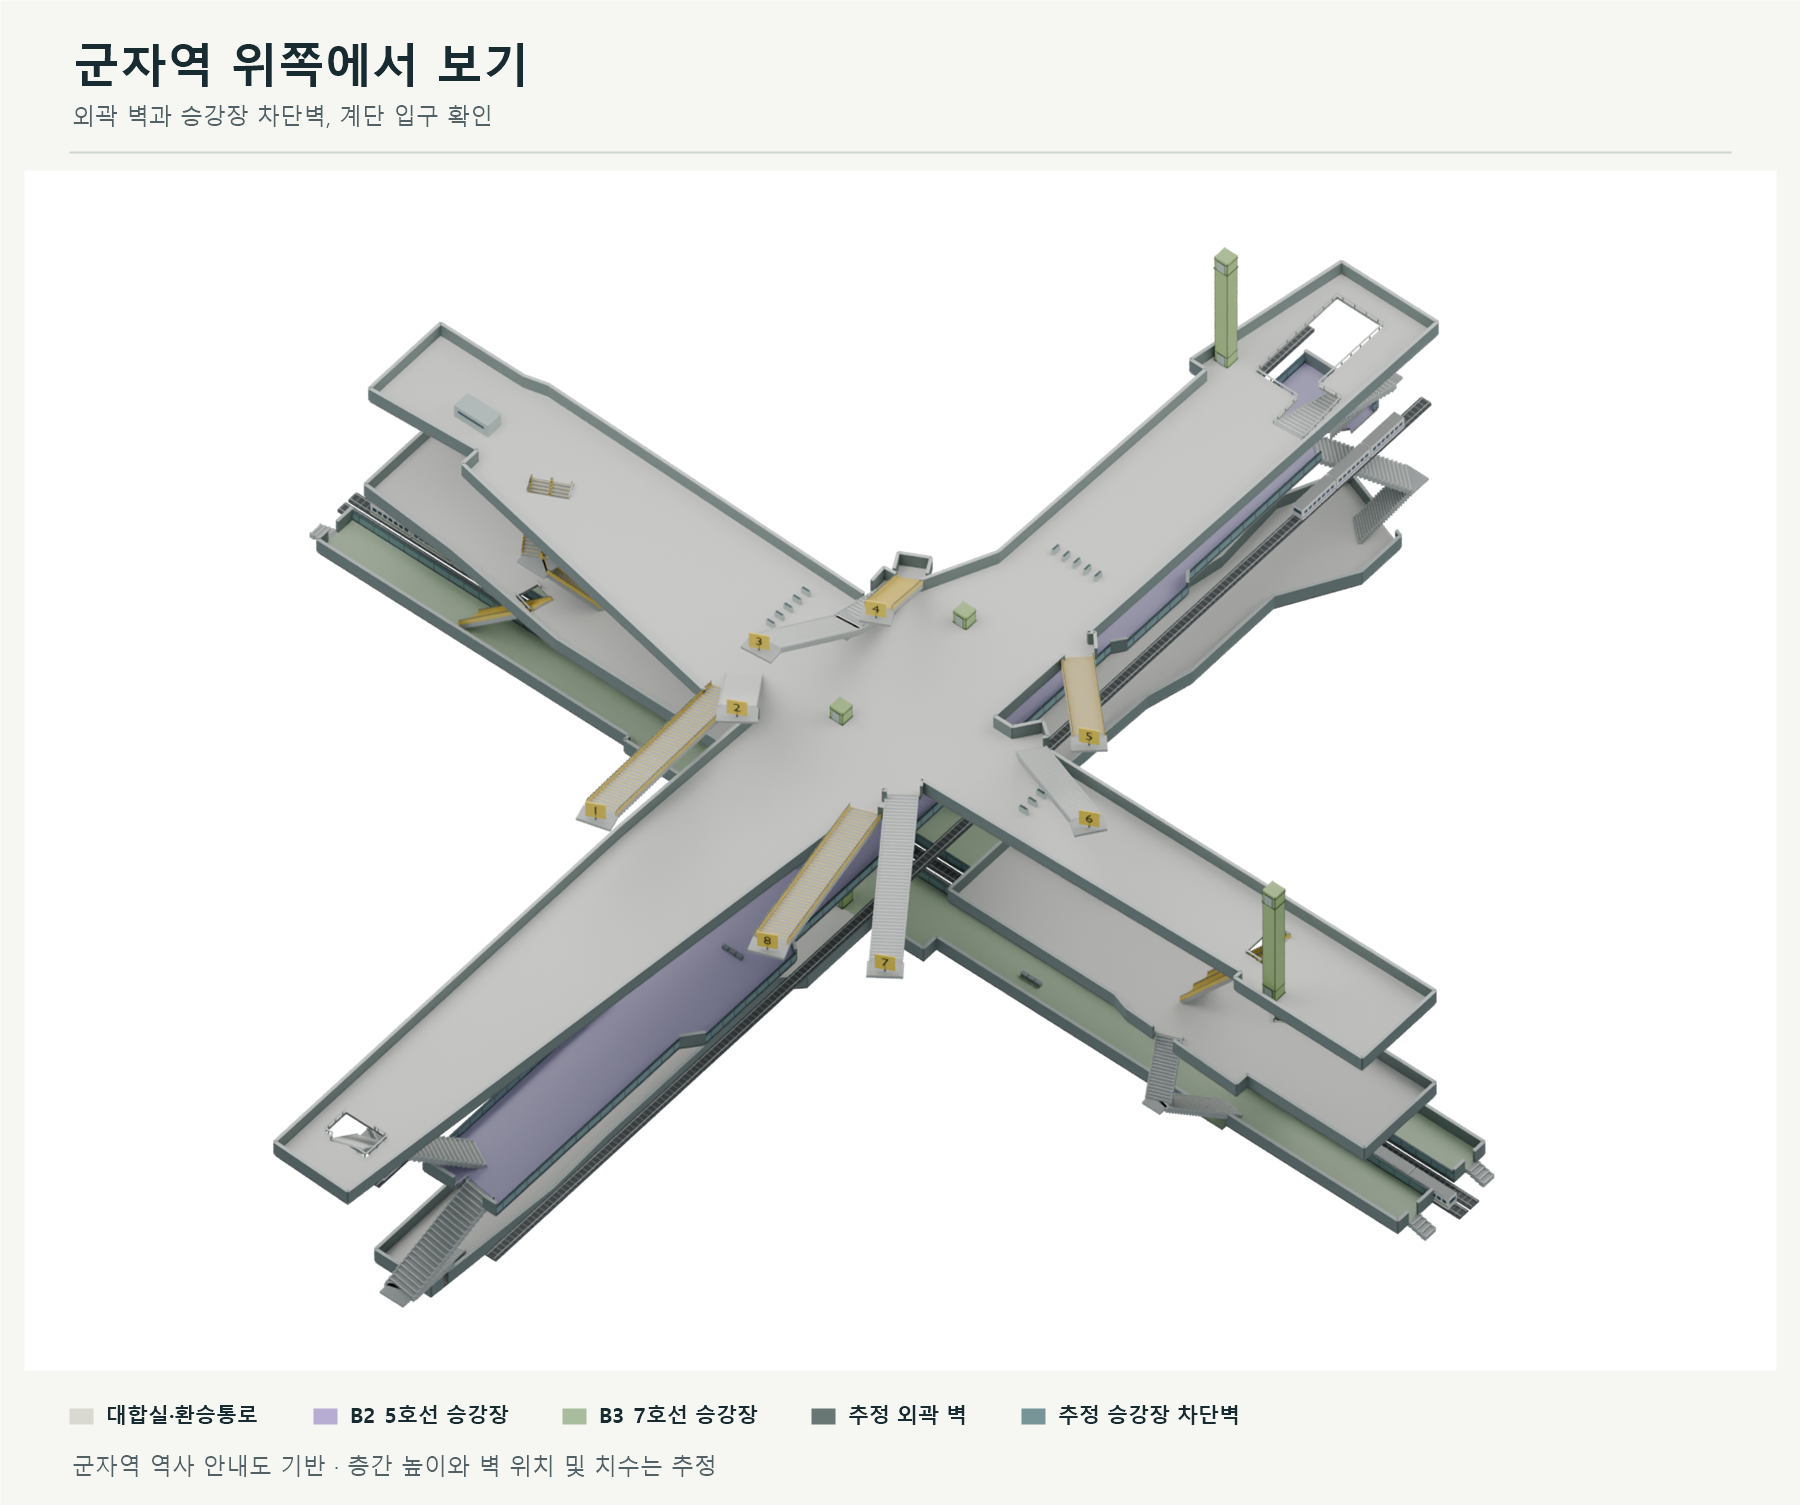 군자역 위쪽에서 보기
외곽 벽과 승강장 차단벽, 계단 입구 확인
4
3
2
5
1
6
8
7
대합실·환승통로
B2 5호선 승강장
B3 7호선 승강장
추정 외곽 벽
추정 승강장 차단벽
군자역 역사 안내도 기반 · 층간 높이와 벽 위치 및 치수는 추정